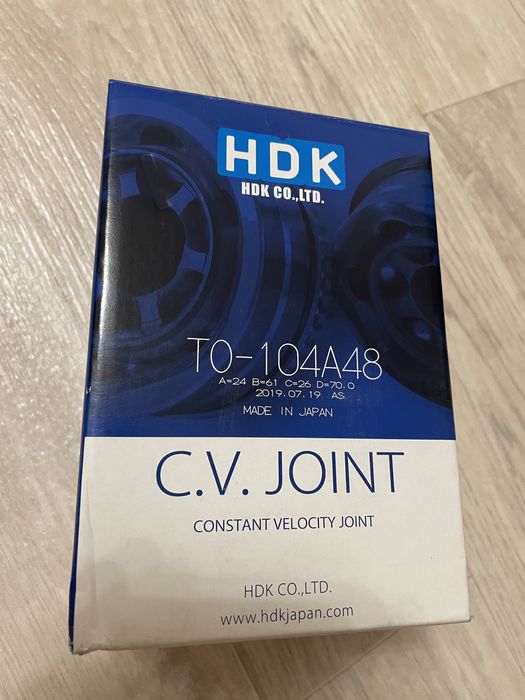 HDK
HDK CO.,LTD.
TO-104A48
A=24 B=61 C=26 D=70.0
2019.07.19 AS
MADE IN JAPAN
C.V. JOINT
CONSTANT VELOCITY JOINT
HDK CO.,LTD.
www.hdkjapan.com